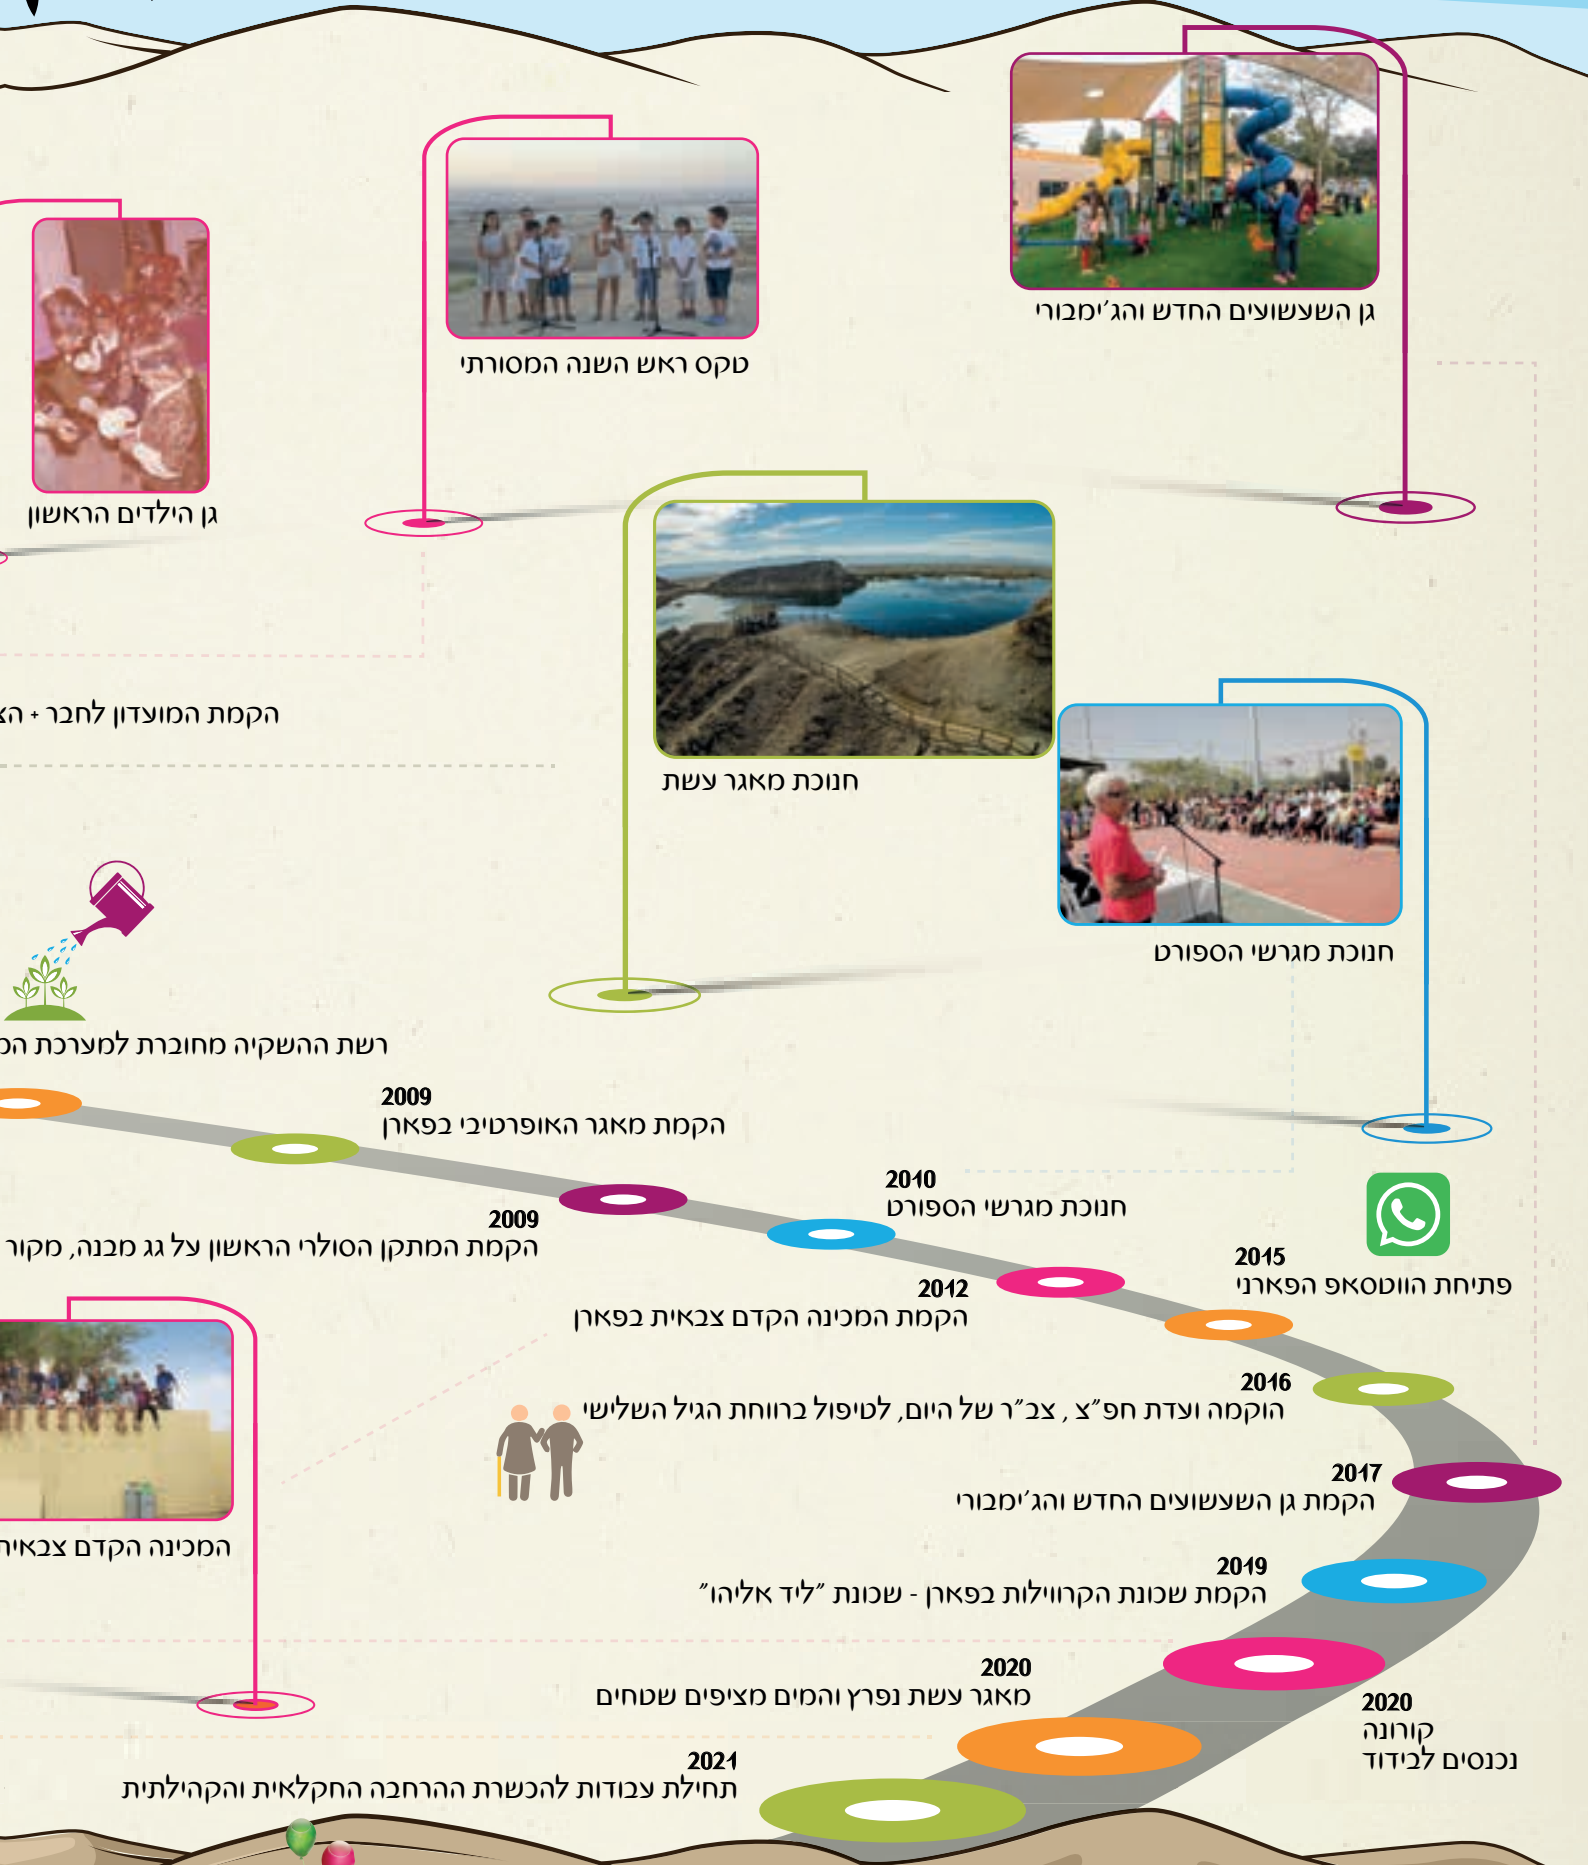 גן השעשועים החדש והג'ימבורי
טקס ראש השנה המסורתי
גן הילדים הראשון
הקמת המועדון לחבר +
חנוכת מאגר עשת
חנוכת מגרשי הספורט
רשת ההשקיה מחוברת למערכת
2009
הקמת מאגר האופרטיבי בפארן
2009
הקמת המתקן הסולרי הראשון על גג מבנה, מקור
2010
חנוכת מגרשי הספורט
2012
הקמת המכינה הקדם צבאית בפארן
2015
פתיחת הווטסאפ הפארני
2016
הוקמה ועדת חפ"צ , צב"ר של היום, לטיפול ברווחת הגיל השלישי
2017
הקמת גן השעשועים החדש והג'ימבורי
המכינה הקדם צבאית
2019
הקמת שכונת הקרווילות בפארן - שכונת "ליד אליהו"
2020
מאגר עשת נפרץ והמים מציפים שטחים
2020
קורונה
נכנסים לבידוד
2021
תחילת עבודות להכשרת ההרחבה החקלאית והקהילתית